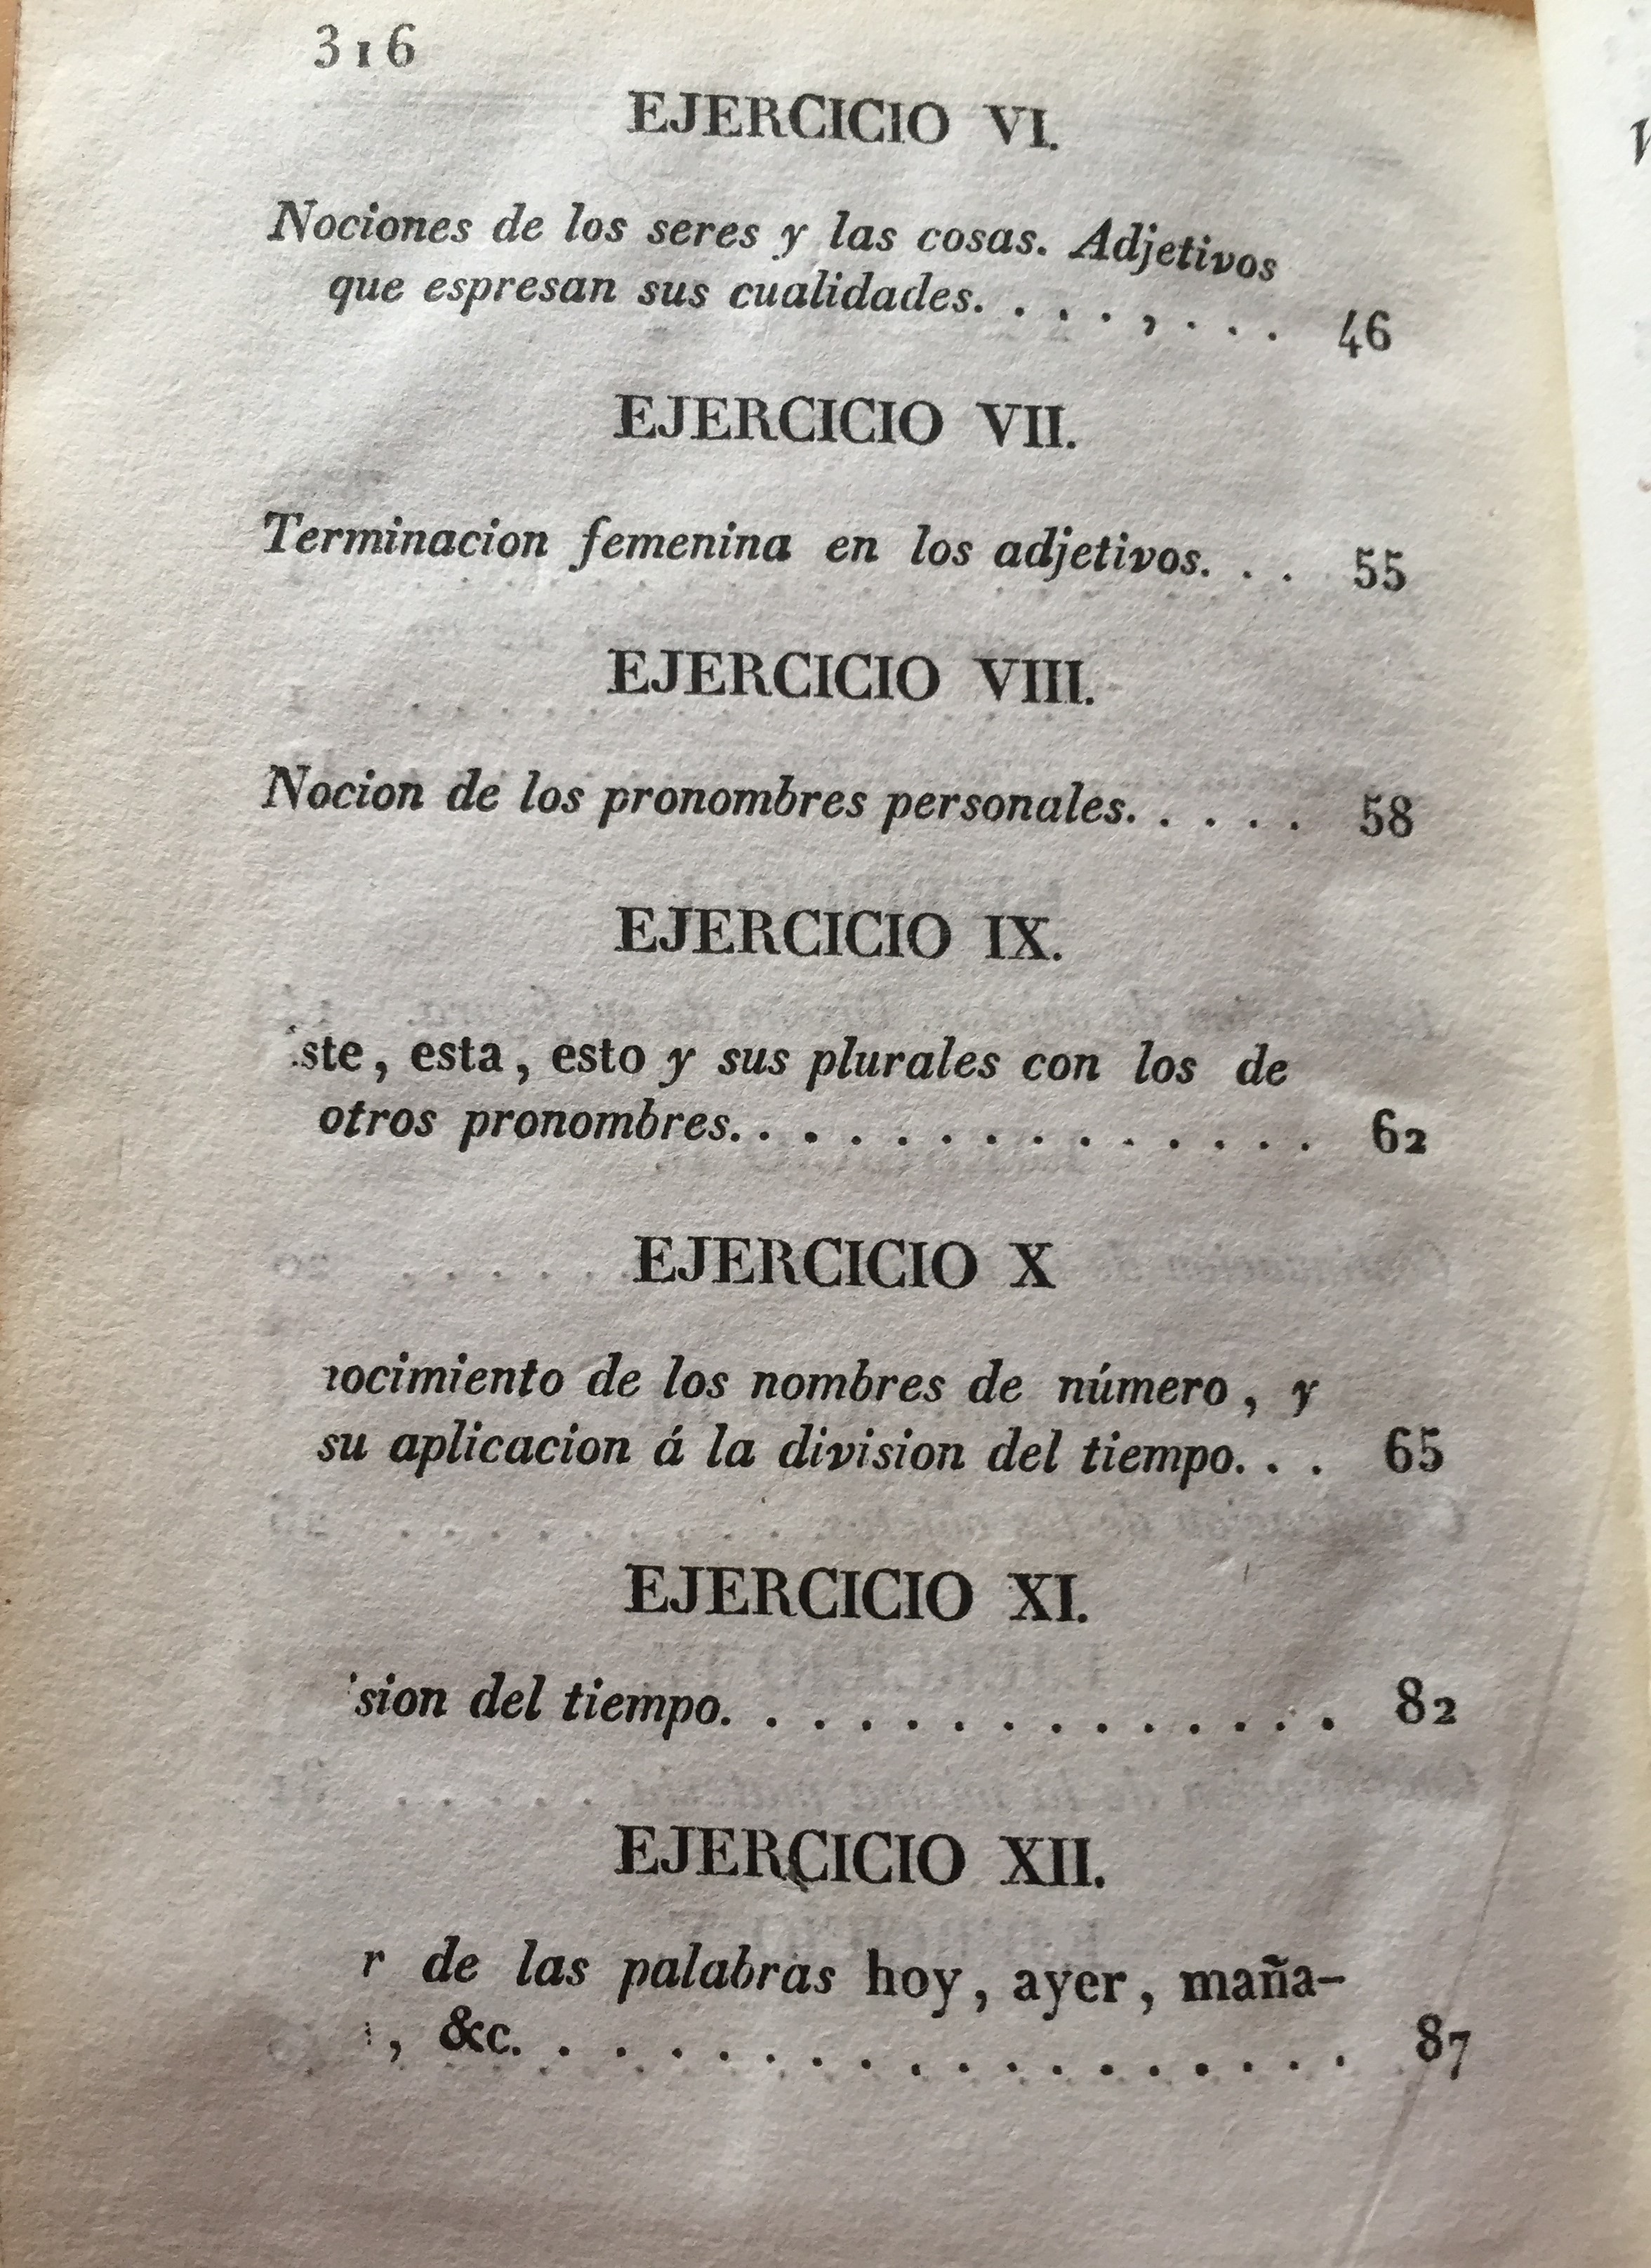 316
EJERCICIO VI.
Nociones de los seres y las cosas. Adjetivos
que espresan sus cualidades. . . . , . . . 46
EJERCICIO VII.
Terminacion femenina en los adjetivos. . . 55
EJERCICIO VIII.
Nocion de los pronombres personales. . . . . 58
EJERCICIO IX.
ste, esta, esto y sus plurales con los de
otros pronombres. . . . . . . . . . . . . . 62
EJERCICIO X
ocimiento de los nombres de número, y
su aplicacion á la division del tiempo. . . 65
EJERCICIO XI.
sion del tiempo. . . . . . . . . . . . . . 82
EJERCICIO XII.
r de las palabras hoy, ayer, maña-
, &c. . . . . . . . . . . . . . . . . . 87